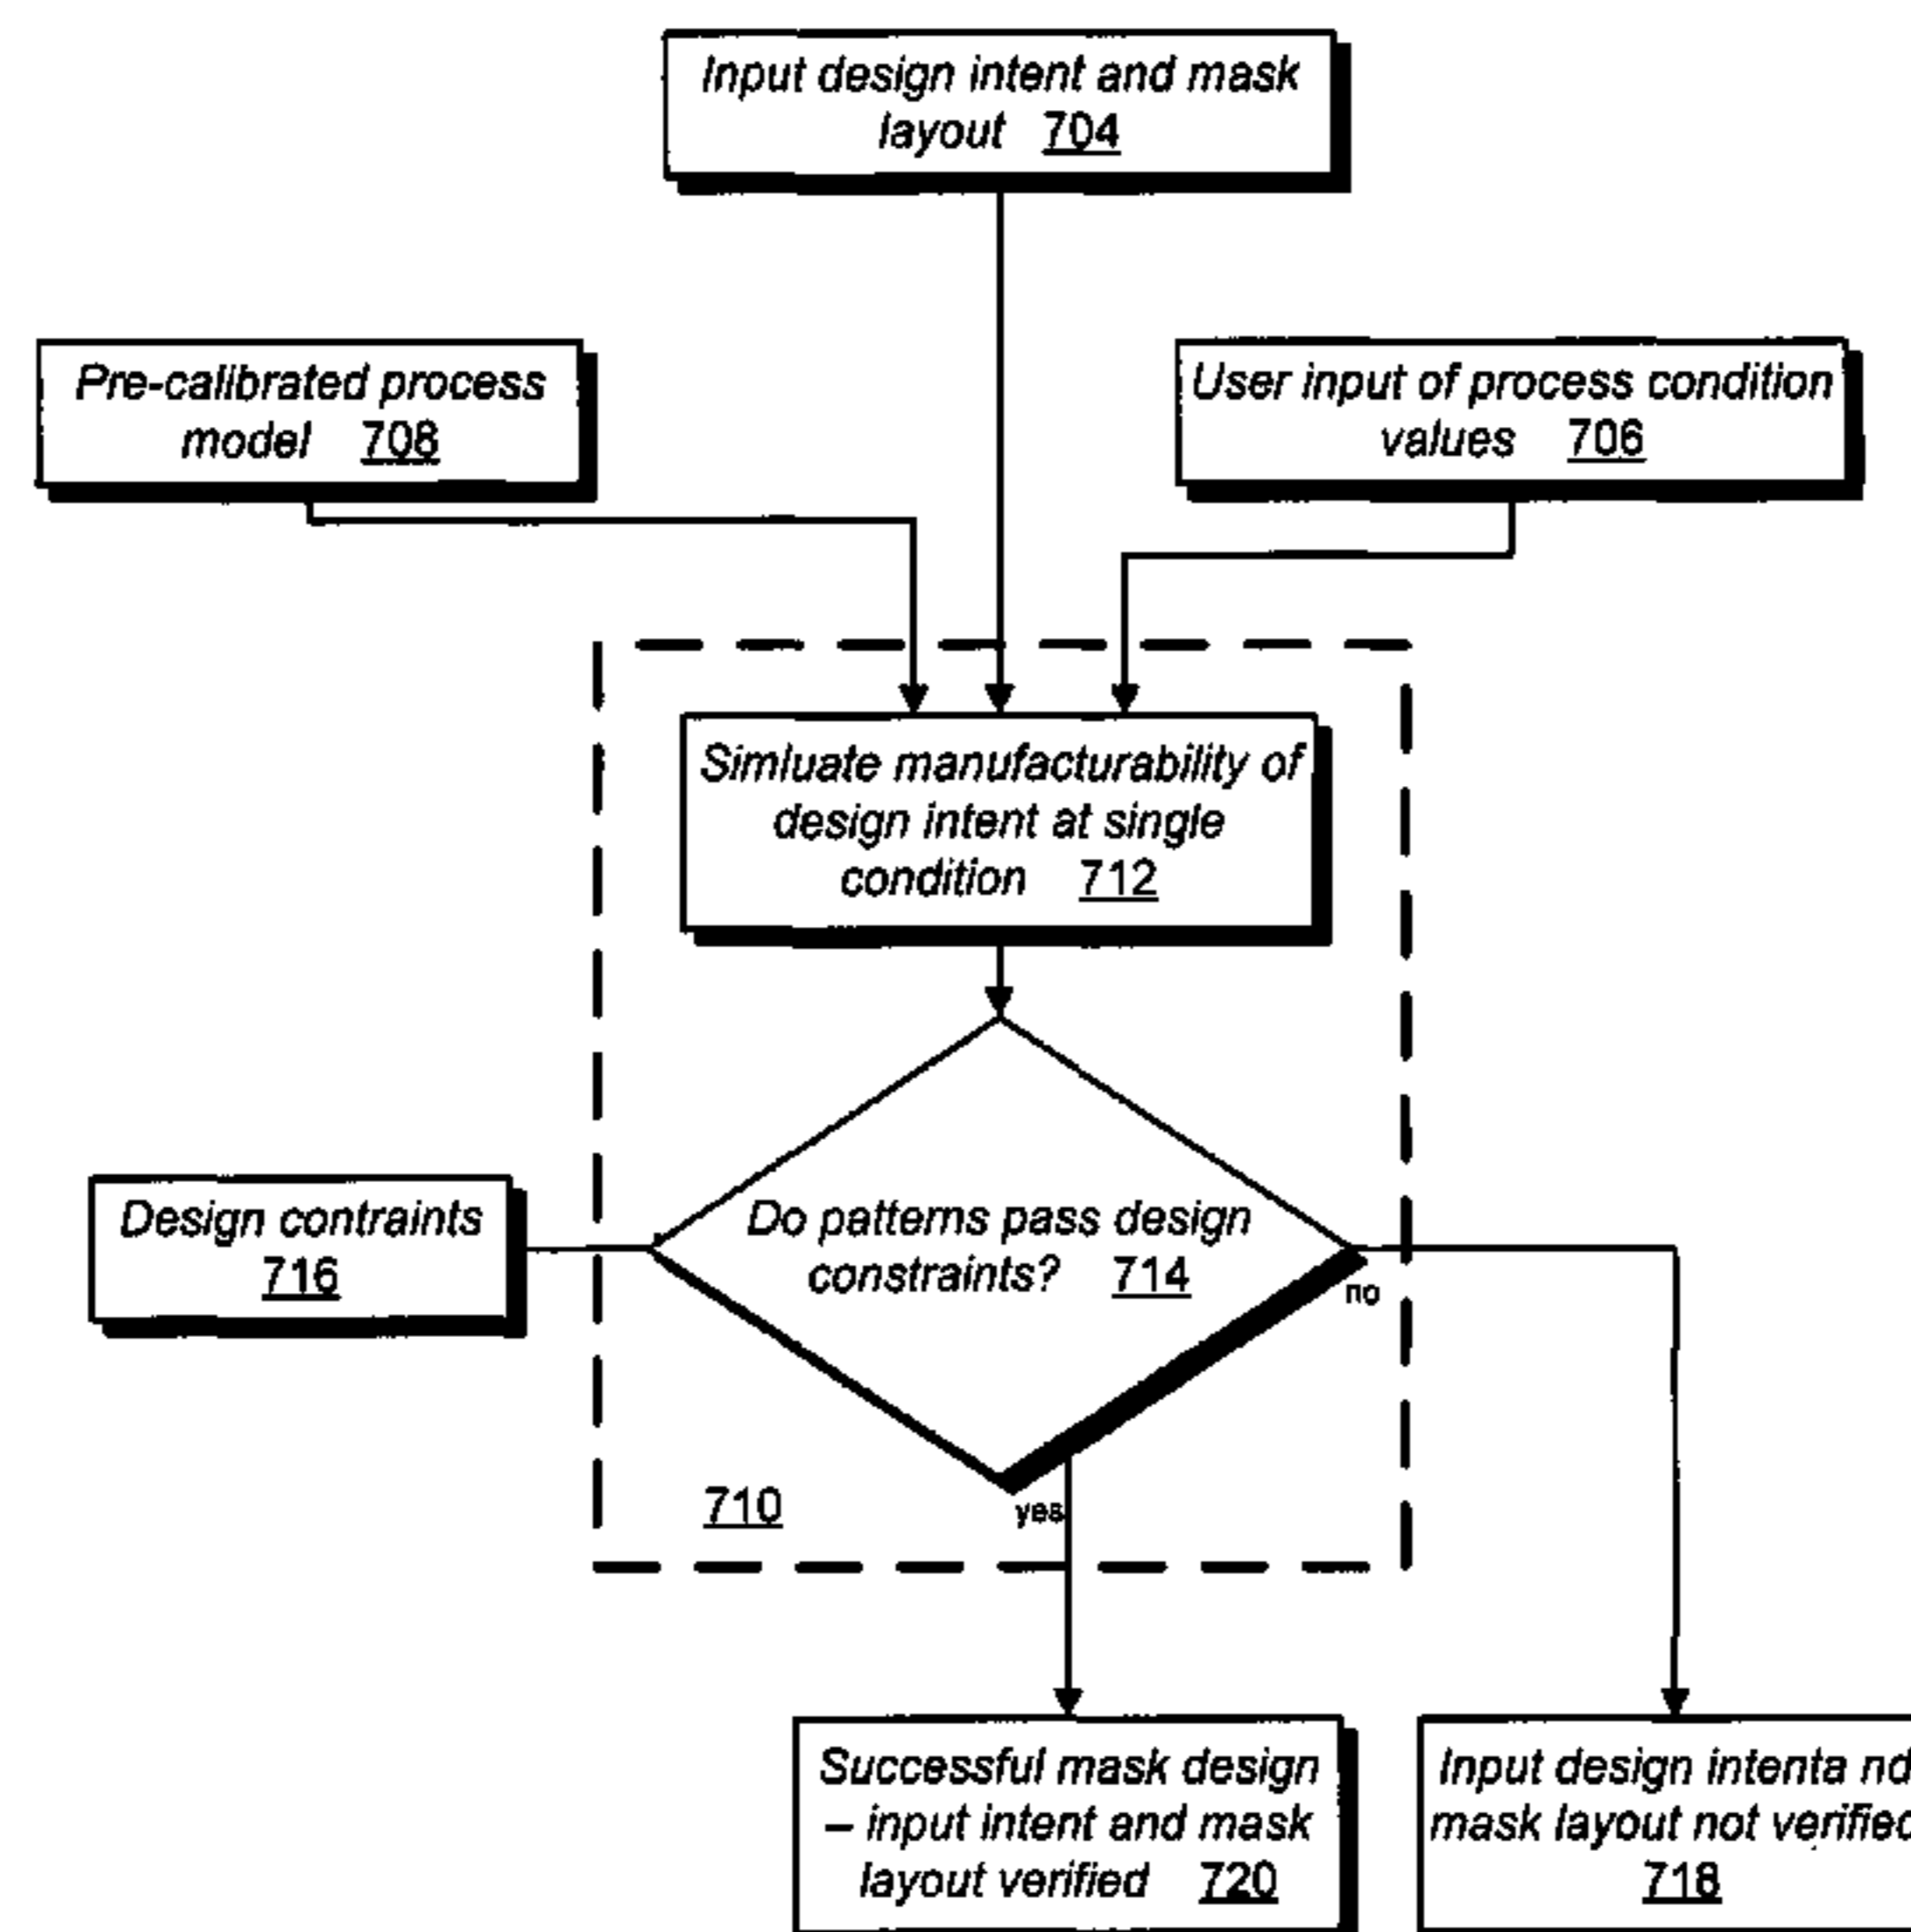 Input design intent and mask
layout 704
Pre-calibrated process
model 708
User input of process condition
values 706
Simluate manufacturability of
design intent at single
condition 712
Design contraints
716
Do patterns pass design
constraints? 714
no
710
yes
Successful mask design
– input intent and mask
layout verified 720
Input design intenta nd
mask layout not verified
718